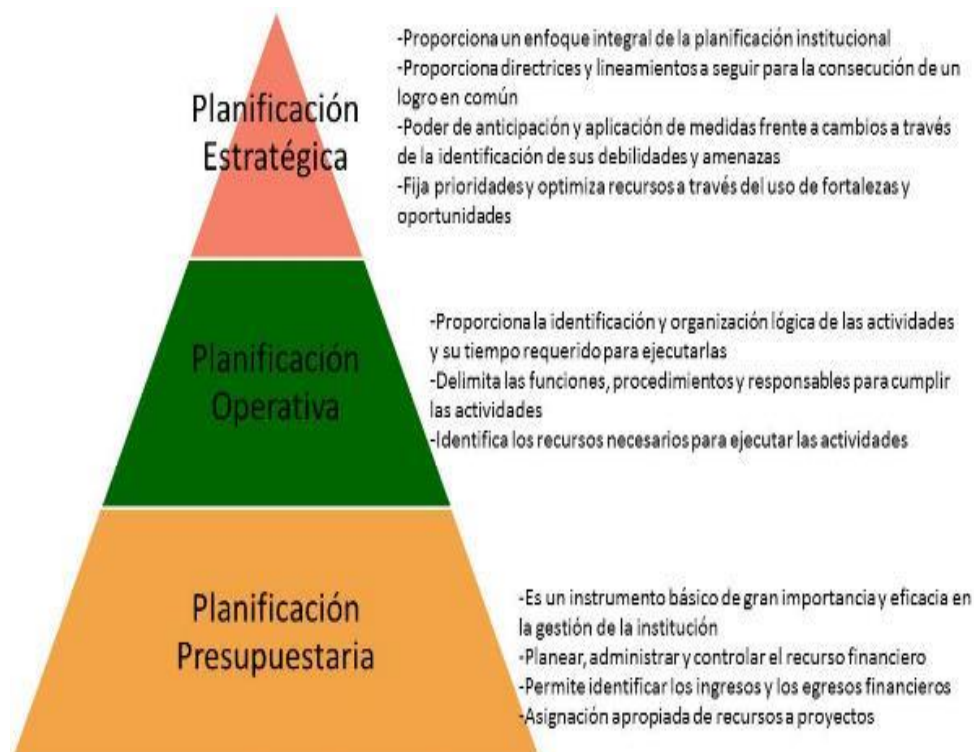 Planificación
Estratégica
-Proporciona un enfoque integral de la planificación institucional
-Proporciona directrices y lineamientos a seguir para la consecución de un
logro en común
-Poder de anticipación y aplicación de medidas frente a cambios a través
de la identificación de sus debilidades y amenazas
-Fija prioridades y optimiza recursos a través del uso de fortalezas y
oportunidades
Planificación
Operativa
-Proporciona la identificación y organización lógica de las actividades
y su tiempo requerido para ejecutarlas
-Delimita las funciones, procedimientos y responsables para cumplir
las actividades
-Identifica los recursos necesarios para ejecutar las actividades
Planificación
Presupuestaria
-Es un instrumento básico de gran importancia y eficacia en
la gestión de la institución
-Planear, administrar y controlar el recurso financiero
-Permite identificar los ingresos y los egresos financieros
-Asignación apropiada de recursos a proyectos